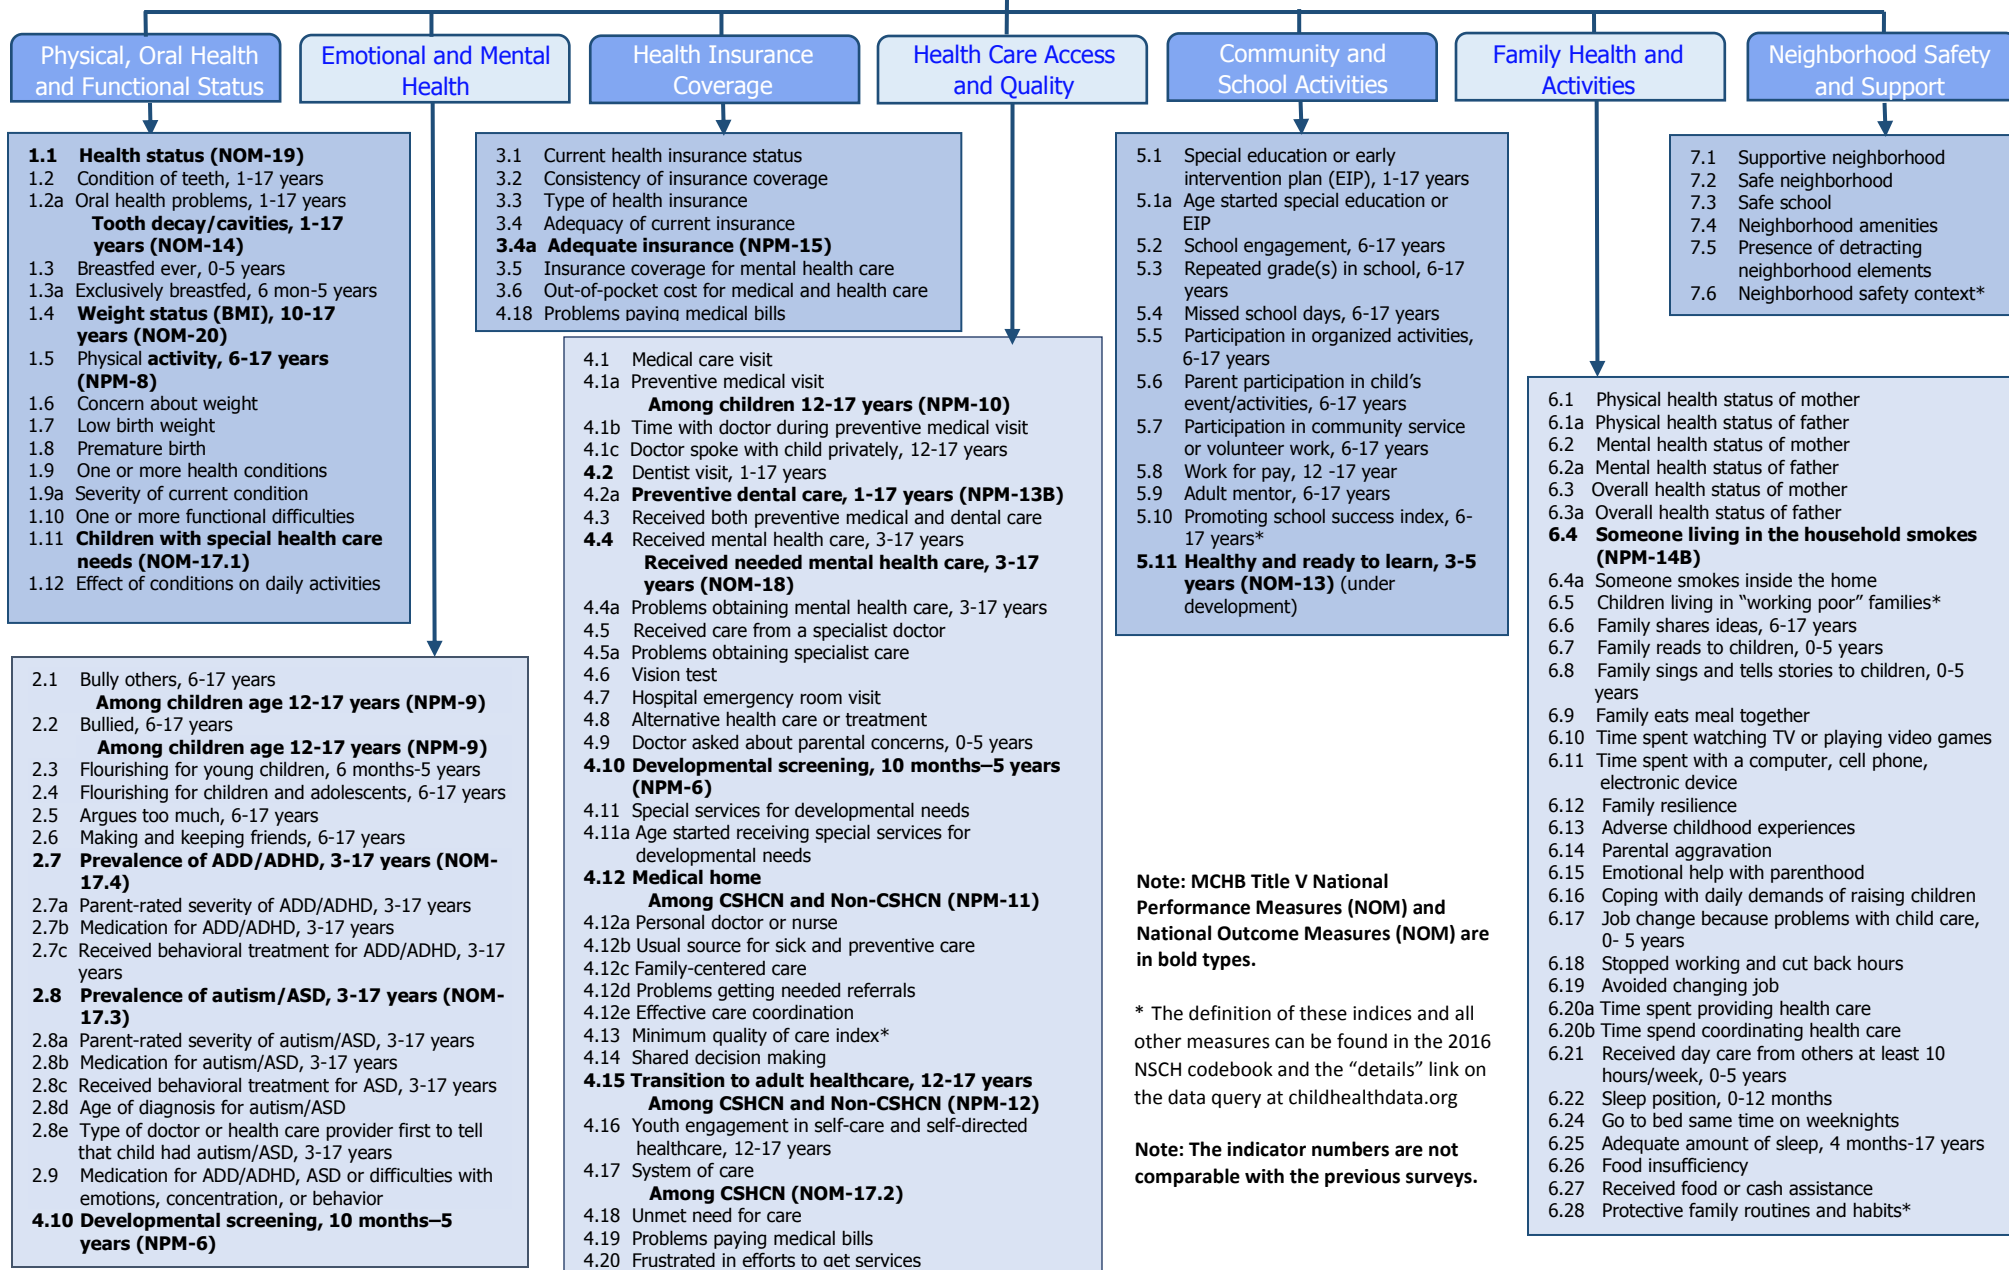 Physical, Oral Health
and Functional Status
Emotional and Mental
Health
Health Insurance
Coverage
Health Care Access
and Quality
Community and
School Activities
Family Health and
Activities
Neighborhood Safety
and Support
1.1 Health status (NOM-19)
1.2 Condition of teeth, 1-17 years
1.2a Oral health problems, 1-17 years
Tooth decay/cavities, 1-17
years (NOM-14)
1.3 Breastfed ever, 0-5 years
1.3a Exclusively breastfed, 6 mon-5 years
1.4 Weight status (BMI), 10-17
years (NOM-20)
1.5 Physical activity, 6-17 years
(NPM-8)
1.6 Concern about weight
1.7 Low birth weight
1.8 Premature birth
1.9 One or more health conditions
1.9a Severity of current condition
1.10 One or more functional difficulties
1.11 Children with special health care
needs (NOM-17.1)
1.12 Effect of conditions on daily activities
2.1 Bully others, 6-17 years
Among children age 12-17 years (NPM-9)
2.2 Bullied, 6-17 years
Among children age 12-17 years (NPM-9)
2.3 Flourishing for young children, 6 months-5 years
2.4 Flourishing for children and adolescents, 6-17 years
2.5 Argues too much, 6-17 years
2.6 Making and keeping friends, 6-17 years
2.7 Prevalence of ADD/ADHD, 3-17 years (NOM-
17.4)
2.7a Parent-rated severity of ADD/ADHD, 3-17 years
2.7b Medication for ADD/ADHD, 3-17 years
2.7c Received behavioral treatment for ADD/ADHD, 3-17
years
2.8 Prevalence of autism/ASD, 3-17 years (NOM-
17.3)
2.8a Parent-rated severity of autism/ASD, 3-17 years
2.8b Medication for autism/ASD, 3-17 years
2.8c Received behavioral treatment for ASD, 3-17 years
2.8d Age of diagnosis for autism/ASD
2.8e Type of doctor or health care provider first to tell
that child had autism/ASD, 3-17 years
2.9 Medication for ADD/ADHD, ASD or difficulties with
emotions, concentration, or behavior
4.10 Developmental screening, 10 months–5
years (NPM-6)
3.1 Current health insurance status
3.2 Consistency of insurance coverage
3.3 Type of health insurance
3.4 Adequacy of current insurance
3.4a Adequate insurance (NPM-15)
3.5 Insurance coverage for mental health care
3.6 Out-of-pocket cost for medical and health care
4.18 Problems paying medical bills
4.1 Medical care visit
4.1a Preventive medical visit
Among children 12-17 years (NPM-10)
4.1b Time with doctor during preventive medical visit
4.1c Doctor spoke with child privately, 12-17 years
4.2 Dentist visit, 1-17 years
4.2a Preventive dental care, 1-17 years (NPM-13B)
4.3 Received both preventive medical and dental care
4.4 Received mental health care, 3-17 years
Received needed mental health care, 3-17
years (NOM-18)
4.4a Problems obtaining mental health care, 3-17 years
4.5 Received care from a specialist doctor
4.5a Problems obtaining specialist care
4.6 Vision test
4.7 Hospital emergency room visit
4.8 Alternative health care or treatment
4.9 Doctor asked about parental concerns, 0-5 years
4.10 Developmental screening, 10 months–5 years
(NPM-6)
4.11 Special services for developmental needs
4.11a Age started receiving special services for
developmental needs
4.12 Medical home
Among CSHCN and Non-CSHCN (NPM-11)
4.12a Personal doctor or nurse
4.12b Usual source for sick and preventive care
4.12c Family-centered care
4.12d Problems getting needed referrals
4.12e Effective care coordination
4.13 Minimum quality of care index*
4.14 Shared decision making
4.15 Transition to adult healthcare, 12-17 years
Among CSHCN and Non-CSHCN (NPM-12)
4.16 Youth engagement in self-care and self-directed
healthcare, 12-17 years
4.17 System of care
Among CSHCN (NOM-17.2)
4.18 Unmet need for care
4.19 Problems paying medical bills
4.20 Frustrated in efforts to get services
5.1 Special education or early
intervention plan (EIP), 1-17 years
5.1a Age started special education or
EIP
5.2 School engagement, 6-17 years
5.3 Repeated grade(s) in school, 6-17
years
5.4 Missed school days, 6-17 years
5.5 Participation in organized activities,
6-17 years
5.6 Parent participation in child’s
event/activities, 6-17 years
5.7 Participation in community service
or volunteer work, 6-17 years
5.8 Work for pay, 12 -17 year
5.9 Adult mentor, 6-17 years
5.10 Promoting school success index, 6-
17 years*
5.11 Healthy and ready to learn, 3-5
years (NOM-13) (under
development)
Note: MCHB Title V National
Performance Measures (NOM) and
National Outcome Measures (NOM) are
in bold types.
* The definition of these indices and all
other measures can be found in the 2016
NSCH codebook and the “details” link on
the data query at childhealthdata.org
Note: The indicator numbers are not
comparable with the previous surveys.
6.1 Physical health status of mother
6.1a Physical health status of father
6.2 Mental health status of mother
6.2a Mental health status of father
6.3 Overall health status of mother
6.3a Overall health status of father
6.4 Someone living in the household smokes
(NPM-14B)
6.4a Someone smokes inside the home
6.5 Children living in “working poor” families*
6.6 Family shares ideas, 6-17 years
6.7 Family reads to children, 0-5 years
6.8 Family sings and tells stories to children, 0-5
years
6.9 Family eats meal together
6.10 Time spent watching TV or playing video games
6.11 Time spent with a computer, cell phone,
electronic device
6.12 Family resilience
6.13 Adverse childhood experiences
6.14 Parental aggravation
6.15 Emotional help with parenthood
6.16 Coping with daily demands of raising children
6.17 Job change because problems with child care,
0- 5 years
6.18 Stopped working and cut back hours
6.19 Avoided changing job
6.20a Time spent providing health care
6.20b Time spend coordinating health care
6.21 Received day care from others at least 10
hours/week, 0-5 years
6.22 Sleep position, 0-12 months
6.24 Go to bed same time on weeknights
6.25 Adequate amount of sleep, 4 months-17 years
6.26 Food insufficiency
6.27 Received food or cash assistance
6.28 Protective family routines and habits*
7.1 Supportive neighborhood
7.2 Safe neighborhood
7.3 Safe school
7.4 Neighborhood amenities
7.5 Presence of detracting
neighborhood elements
7.6 Neighborhood safety context*